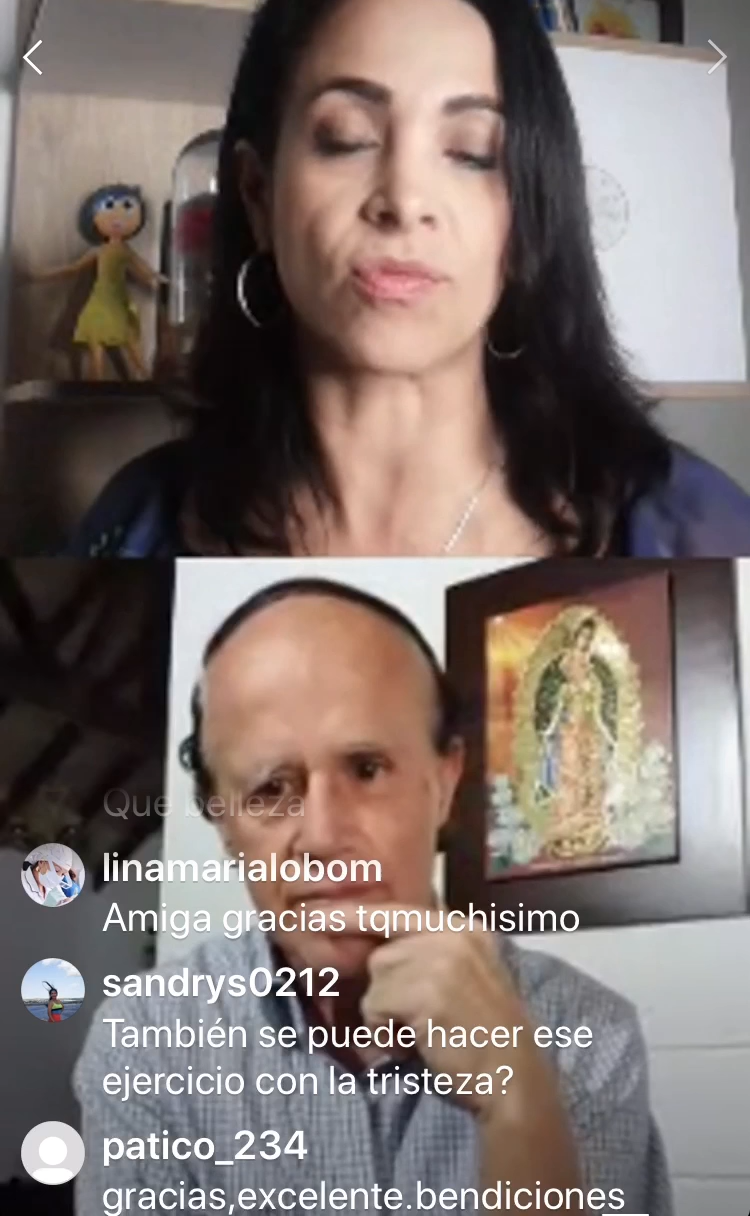 Que belleza
linamarialobom
Amiga gracias tqmuchisimo
sandrys0212
También se puede hacer ese
ejercicio con la tristeza?
patico_234
gracias,excelente.bendiciones